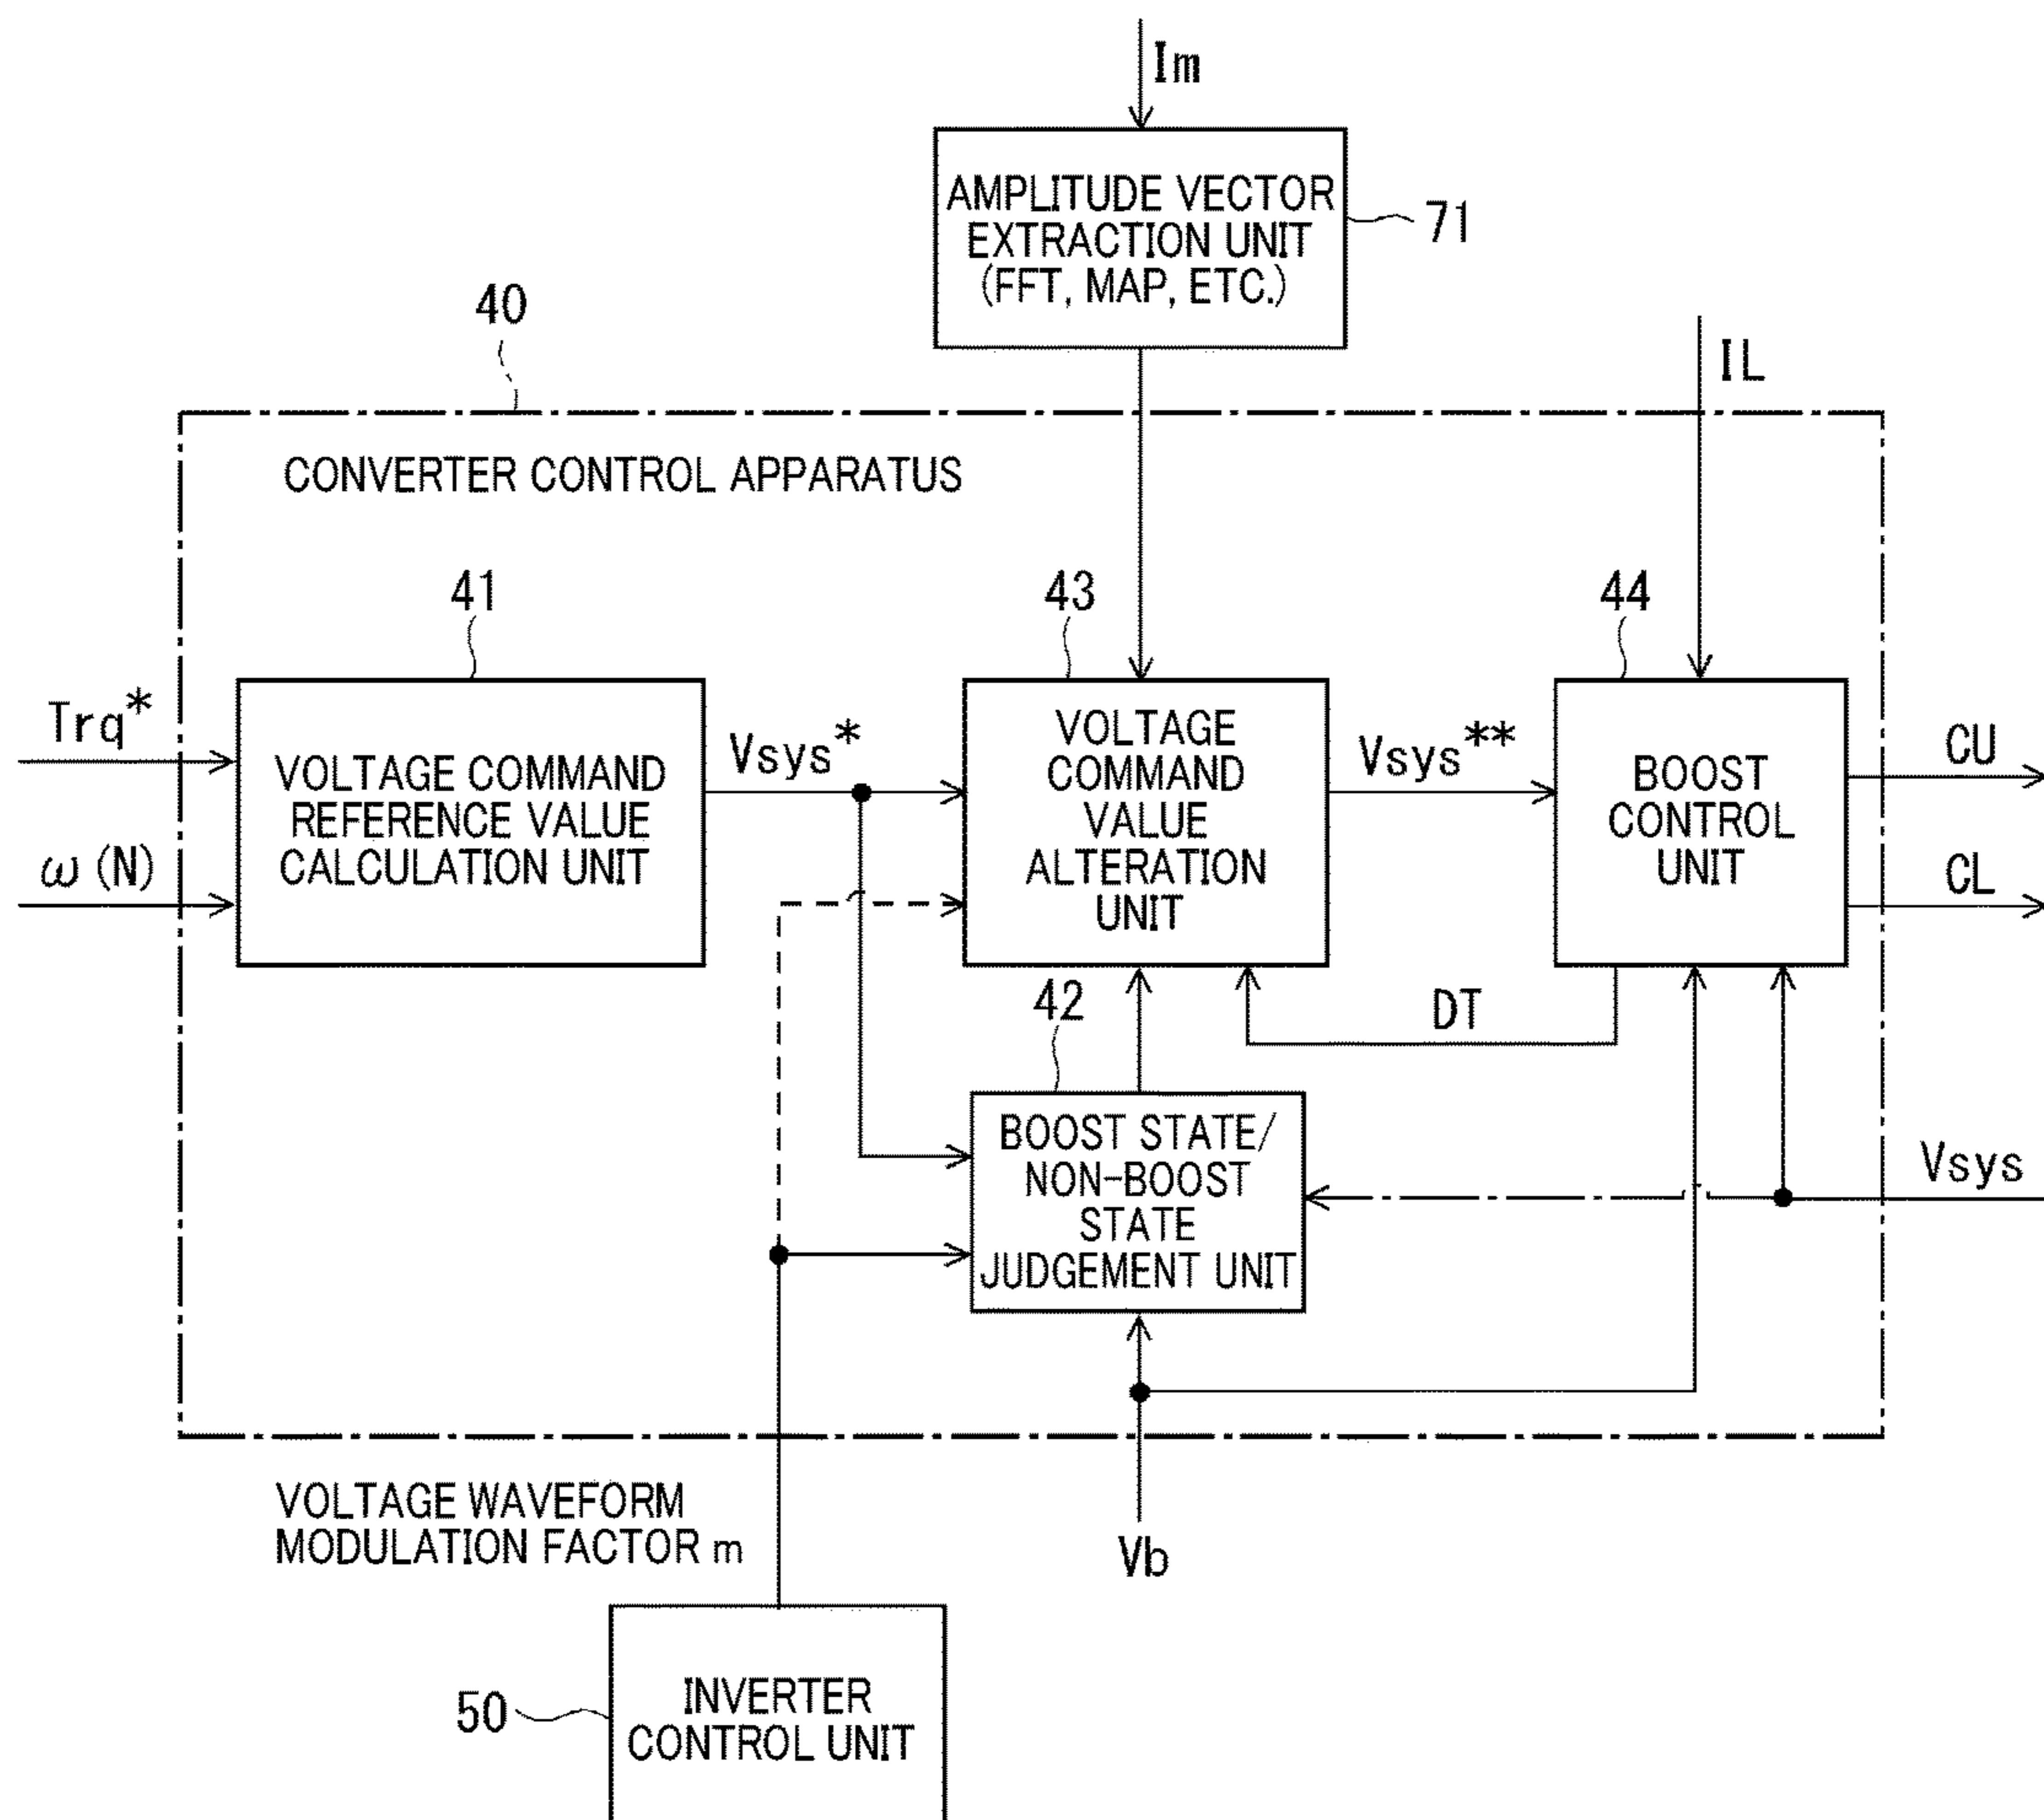 Im
AMPLITUDE VECTOR
EXTRACTION UNIT
(FFT, MAP, ETC.)
71
40
IL
CONVERTER CONTROL APPARATUS
41
43
44
Trq*
ω (N)
VOLTAGE COMMAND
REFERENCE VALUE
CALCULATION UNIT
Vsys*
VOLTAGE
COMMAND
VALUE
ALTERATION
UNIT
Vsys**
BOOST
CONTROL
UNIT
CU
CL
42
DT
BOOST STATE/
NON-BOOST
STATE
JUDGEMENT UNIT
Vsys
VOLTAGE WAVEFORM
MODULATION FACTOR m
Vb
50
INVERTER
CONTROL UNIT